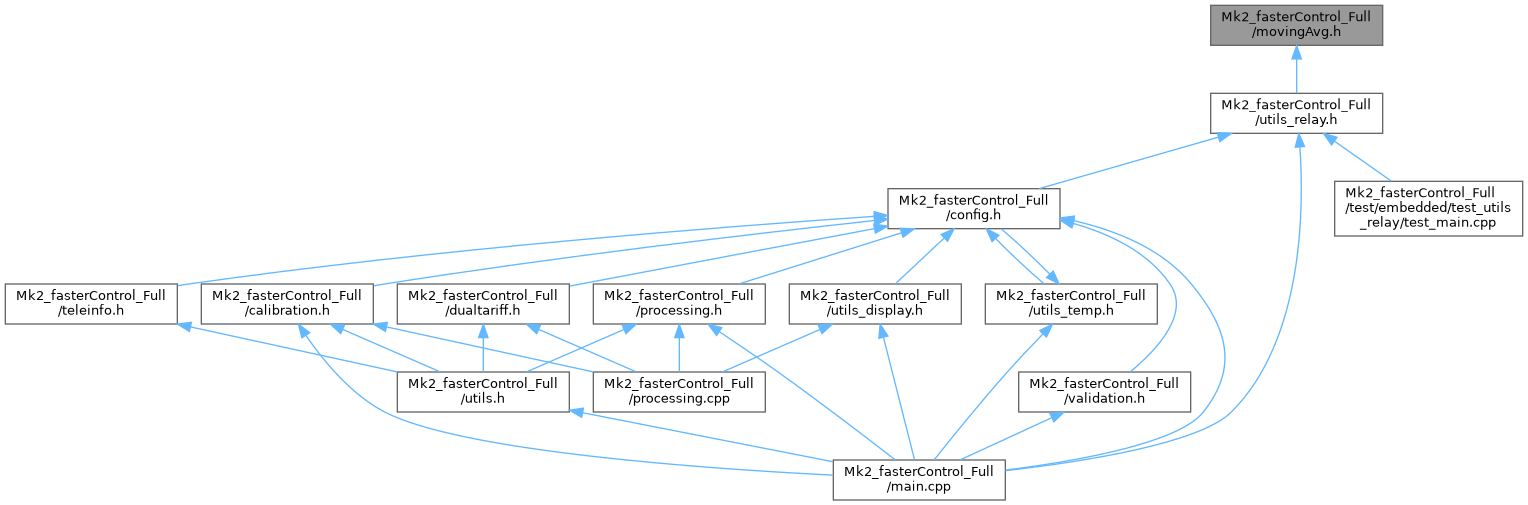 Mk2_fasterControl_Full
/movingAvg.h
Mk2_fasterControl_Full
/utils_relay.h
Mk2_fasterControl_Full
/config.h
Mk2_fasterControl_Full
/test/embedded/test_utils
_relay/test_main.cpp
Mk2_fasterControl_Full
/teleinfo.h
Mk2_fasterControl_Full
/calibration.h
Mk2_fasterControl_Full
/dualtariff.h
Mk2_fasterControl_Full
/processing.h
Mk2_fasterControl_Full
/utils_display.h
Mk2_fasterControl_Full
/utils_temp.h
Mk2_fasterControl_Full
/utils.h
Mk2_fasterControl_Full
/processing.cpp
Mk2_fasterControl_Full
/validation.h
Mk2_fasterControl_Full
/main.cpp